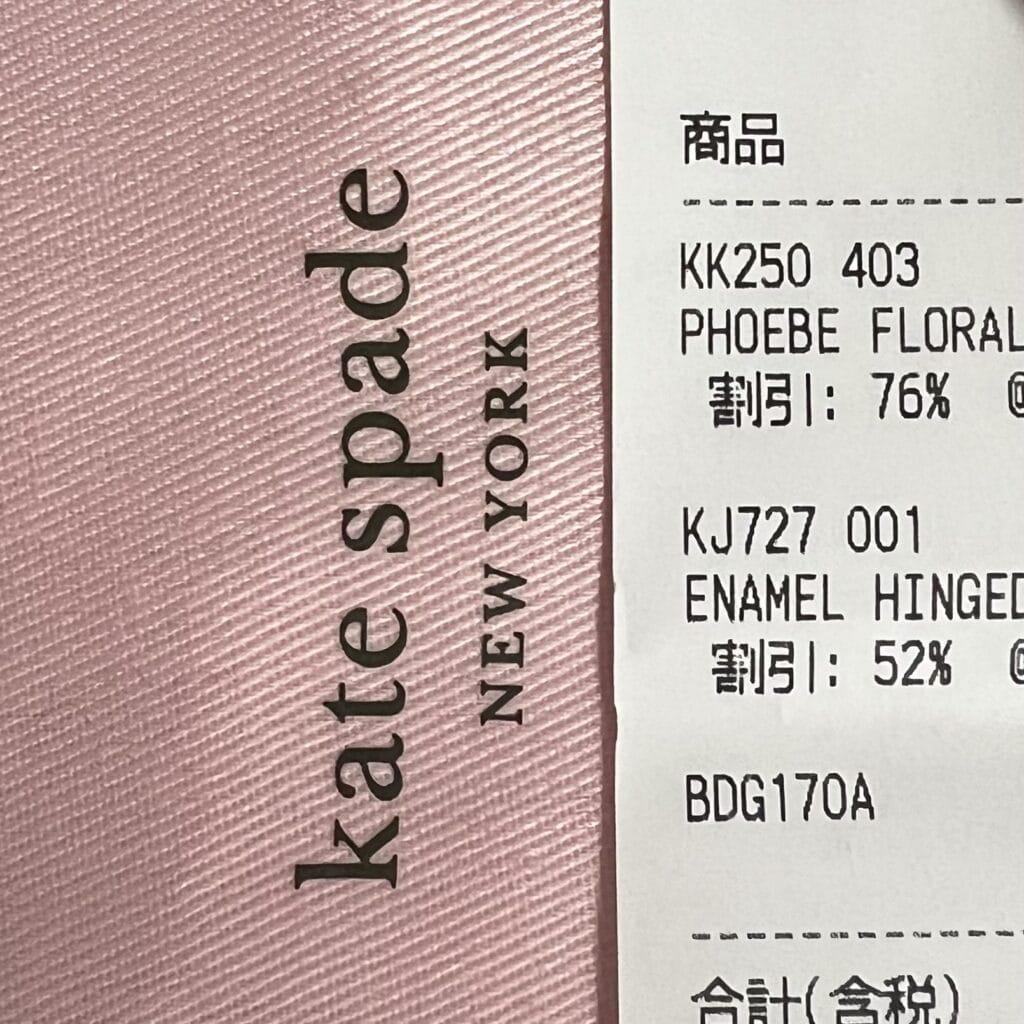 kate spade
NEW YORK
商品
KK250 403
PHOEBE FLORAL
割引: 76% @
KJ727 001
ENAMEL HINGED
割引: 52% @
BDG170A
合計(含税)